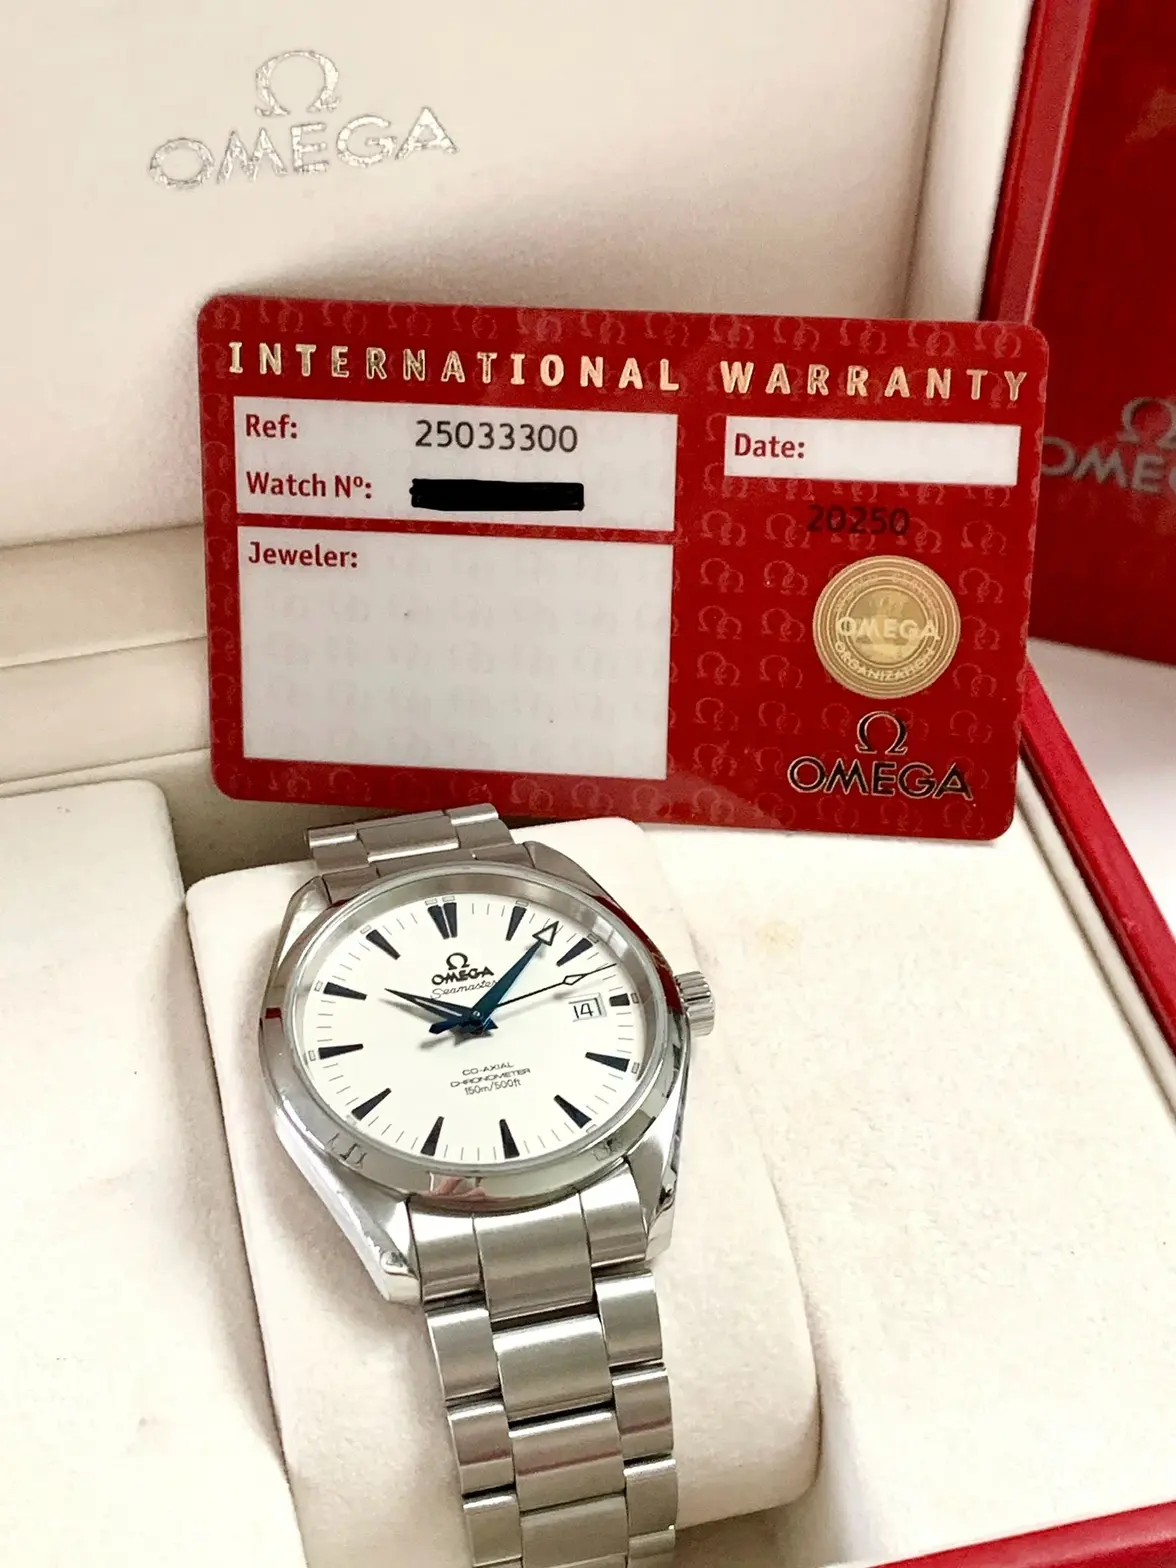 Ω
OMEGA
INTERNATIONAL WARRANTY
Ref: 25033300
Watch Nº:
Date:
20250
Jeweler:
OMEGA
Ω
OMEGA
Ω
OMEGA
Seamaster
14
CO-AXIAL
CHRONOMETER
150m/500ft